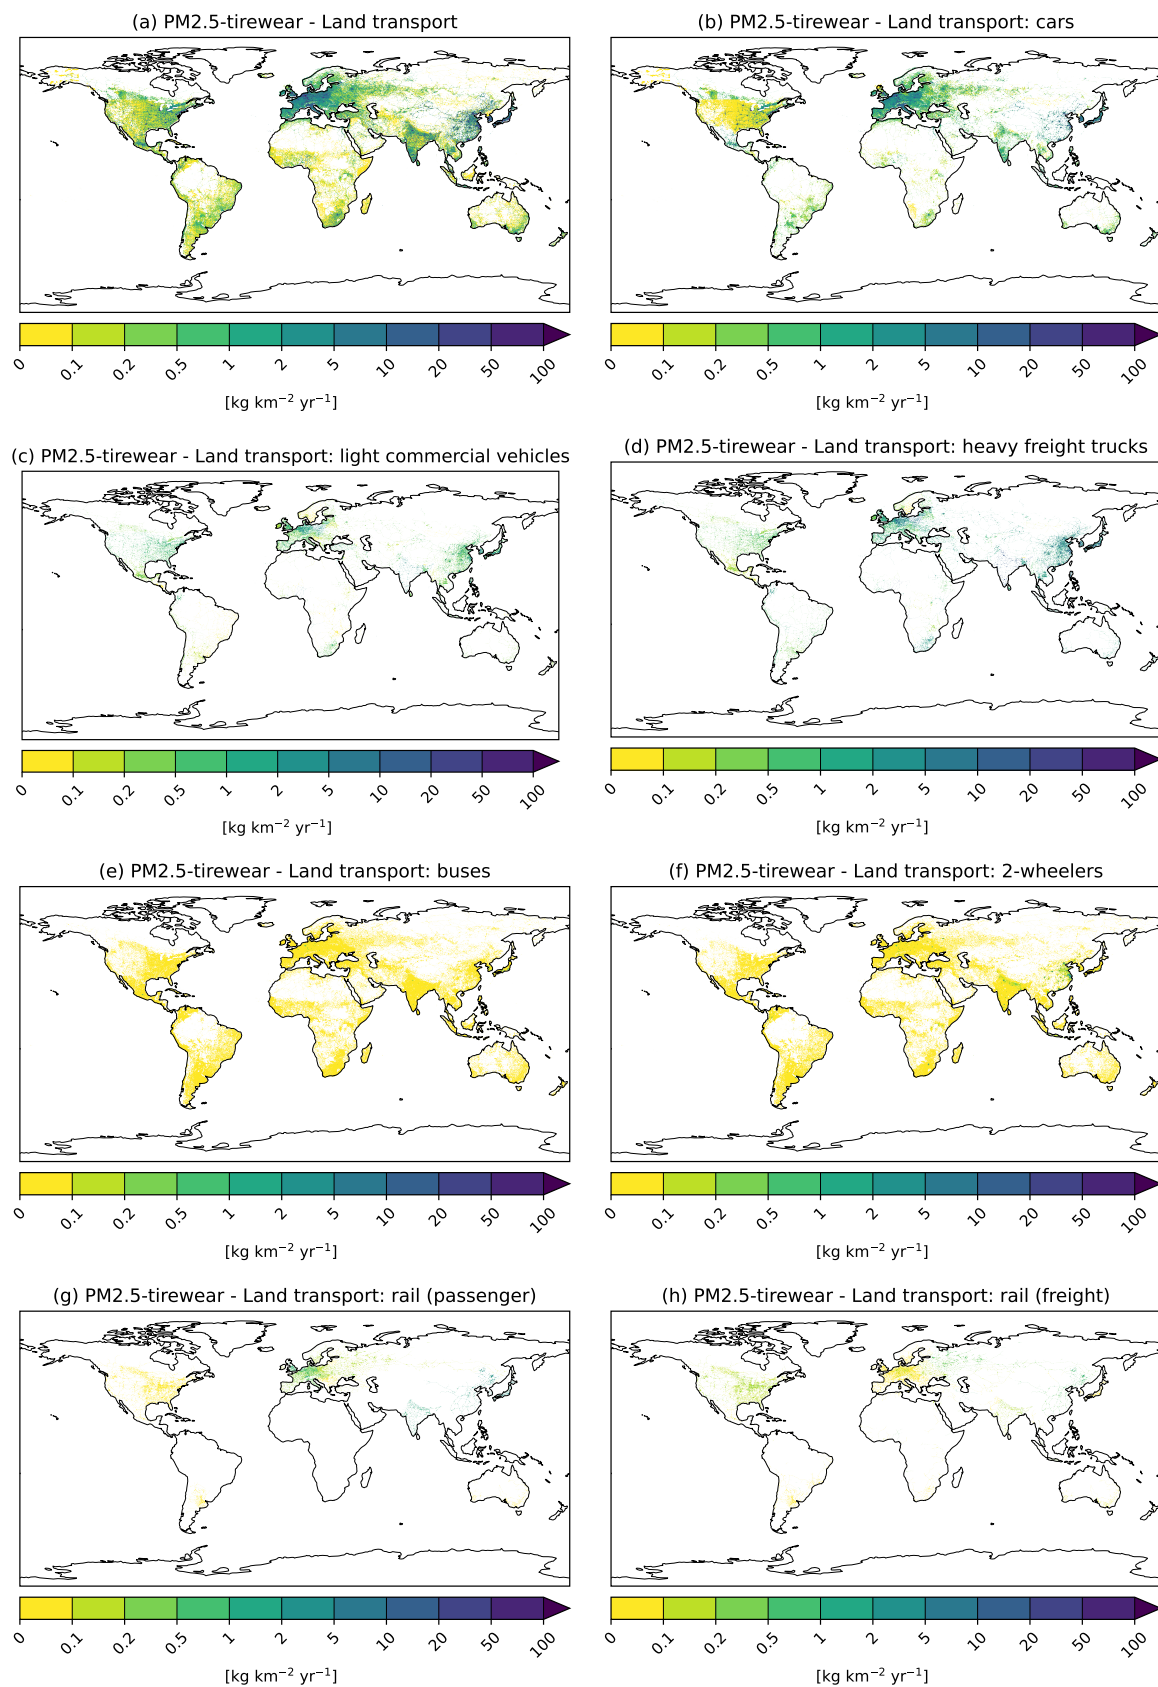 (a) PM2.5-tirewear - Land transport
(b) PM2.5-tirewear - Land transport: cars
0 0.1 0.2 0.5 1 2 5 10 20 50 100
[kg km⁻² yr⁻¹]
0 0.1 0.2 0.5 1 2 5 10 20 50 100
[kg km⁻² yr⁻¹]
(c) PM2.5-tirewear - Land transport: light commercial vehicles
(d) PM2.5-tirewear - Land transport: heavy freight trucks
0 0.1 0.2 0.5 1 2 5 10 20 50 100
[kg km⁻² yr⁻¹]
0 0.1 0.2 0.5 1 2 5 10 20 50 100
[kg km⁻² yr⁻¹]
(e) PM2.5-tirewear - Land transport: buses
(f) PM2.5-tirewear - Land transport: 2-wheelers
0 0.1 0.2 0.5 1 2 5 10 20 50 100
[kg km⁻² yr⁻¹]
0 0.1 0.2 0.5 1 2 5 10 20 50 100
[kg km⁻² yr⁻¹]
(g) PM2.5-tirewear - Land transport: rail (passenger)
(h) PM2.5-tirewear - Land transport: rail (freight)
0 0.1 0.2 0.5 1 2 5 10 20 50 100
[kg km⁻² yr⁻¹]
0 0.1 0.2 0.5 1 2 5 10 20 50 100
[kg km⁻² yr⁻¹]